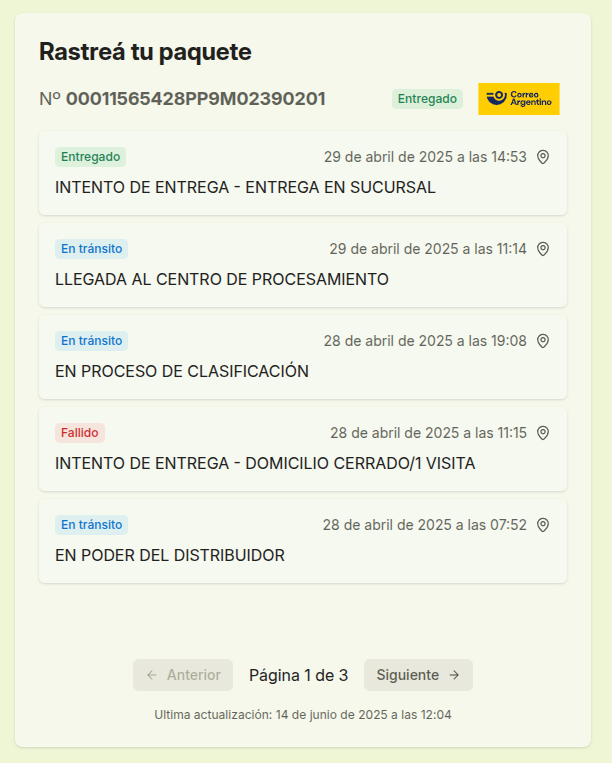 Rastreá tu paquete
Nº 00011565428PP9M02390201
Entregado
Correo
Argentino
Entregado
29 de abril de 2025 a las 14:53
INTENTO DE ENTREGA - ENTREGA EN SUCURSAL
En tránsito
29 de abril de 2025 a las 11:14
LLEGADA AL CENTRO DE PROCESAMIENTO
En tránsito
28 de abril de 2025 a las 19:08
EN PROCESO DE CLASIFICACIÓN
Fallido
28 de abril de 2025 a las 11:15
INTENTO DE ENTREGA - DOMICILIO CERRADO/1 VISITA
En tránsito
28 de abril de 2025 a las 07:52
EN PODER DEL DISTRIBUIDOR
Anterior
Página 1 de 3
Siguiente
Ultima actualización: 14 de junio de 2025 a las 12:04